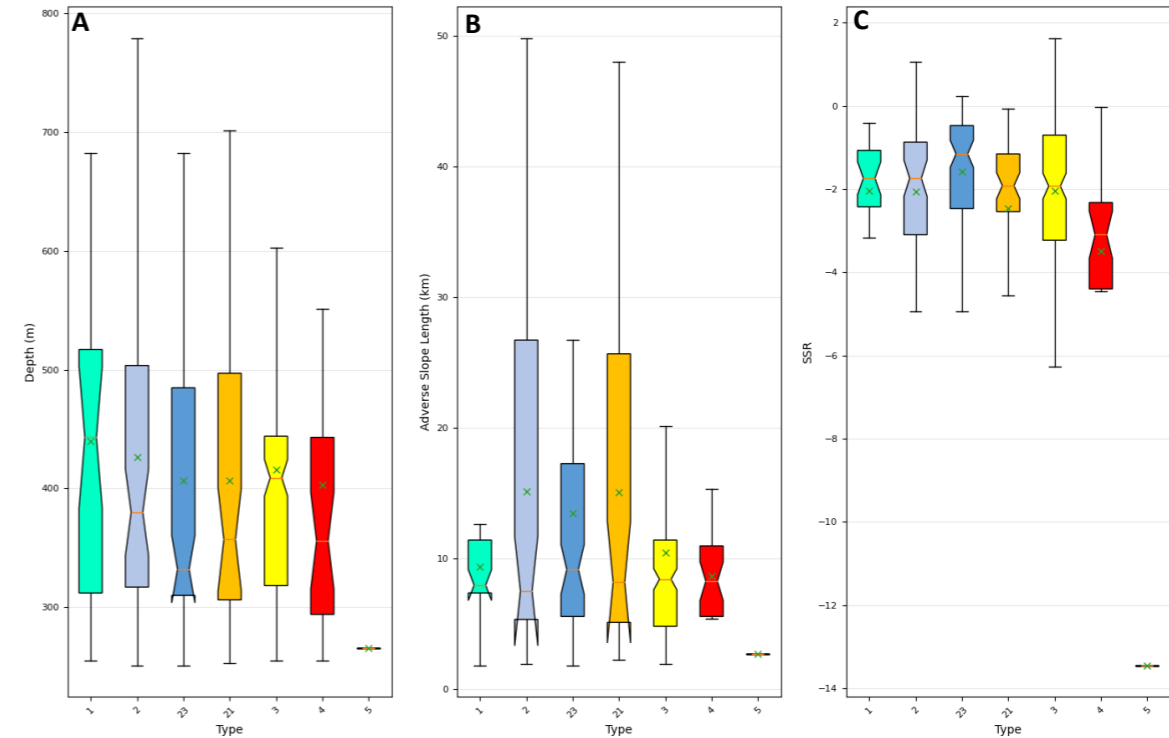 A
800
700
600
500
400
300
Depth (m)
1 2 23 21 3 4 5
Type
B
50
40
30
20
10
0
Adverse Slope Length (km)
1 2 23 21 3 4 5
Type
C
2
0
−2
−4
−6
−8
−10
−12
−14
SSR
1 2 23 21 3 4 5
Type